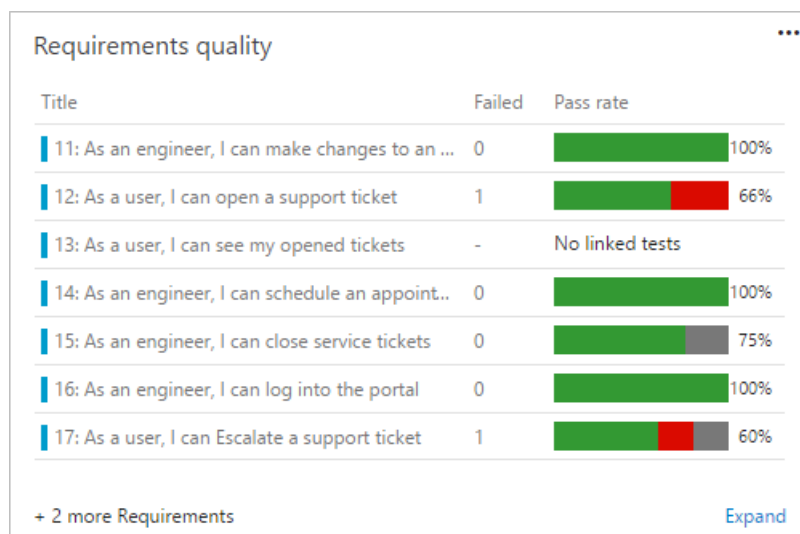 Requirements quality
...
Title Failed Pass rate
11: As an engineer, I can make changes to an ... 0 100%
12: As a user, I can open a support ticket 1 66%
13: As a user, I can see my opened tickets - No linked tests
14: As an engineer, I can schedule an appoint... 0 100%
15: As an engineer, I can close service tickets 0 75%
16: As an engineer, I can log into the portal 0 100%
17: As a user, I can Escalate a support ticket 1 60%
+ 2 more Requirements Expand